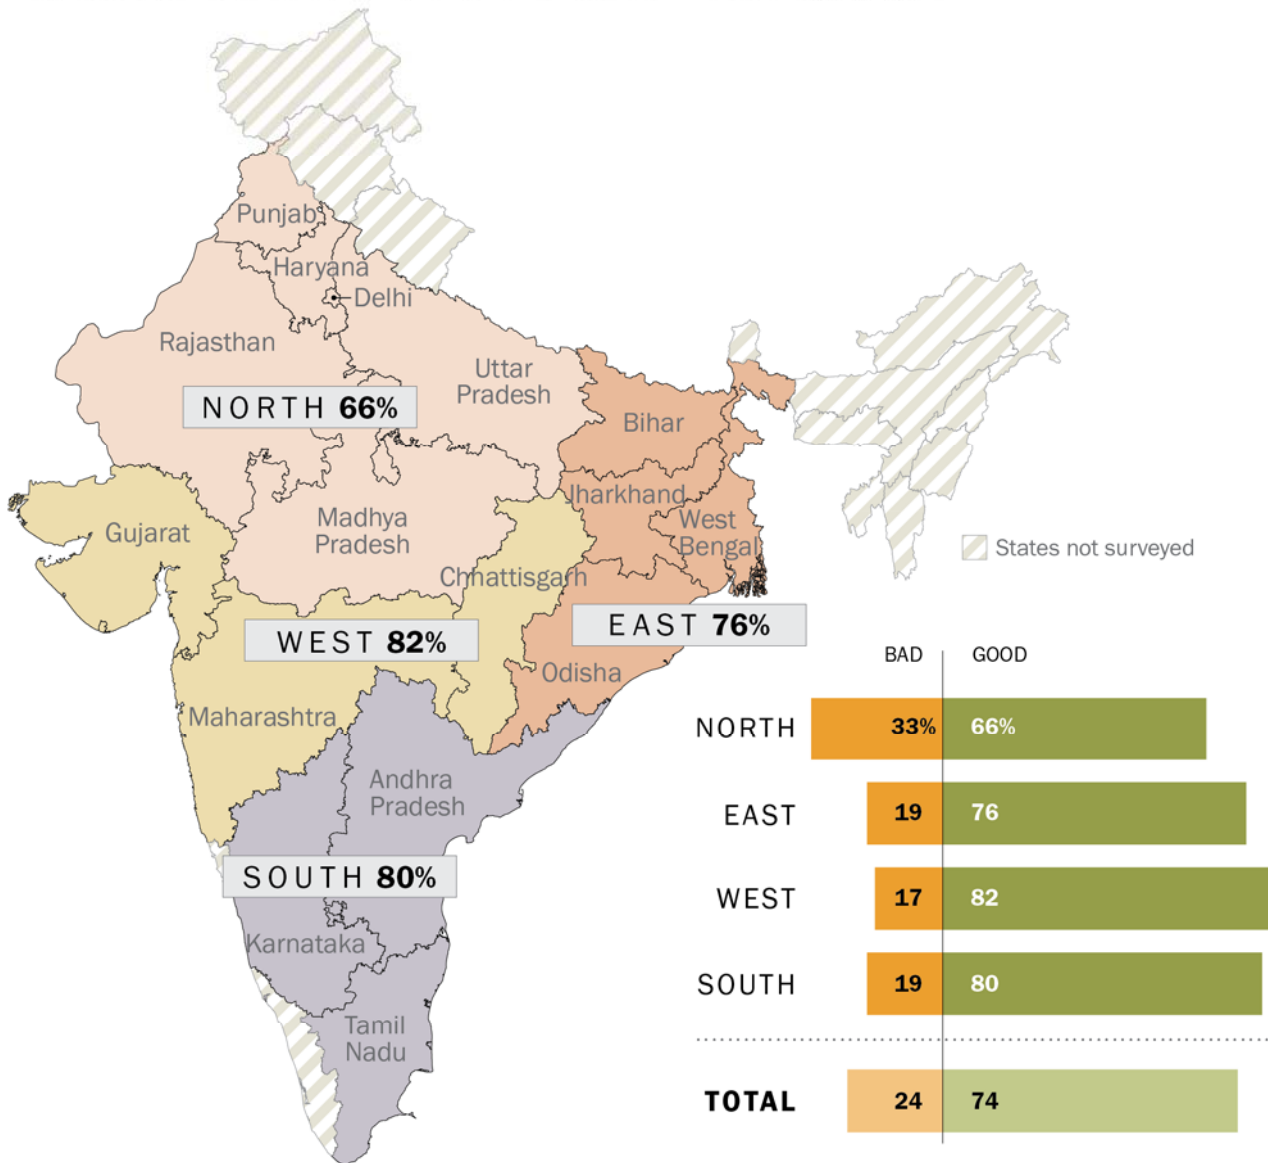 Punjab
Haryana
Delhi
Rajasthan
Uttar
Pradesh
NORTH 66%
Bihar
Jharkhand
West
Bengal
Gujarat
Madhya
Pradesh
Chhattisgarh
States not surveyed
WEST 82%
EAST 76%
Odisha
Maharashtra
Andhra
Pradesh
SOUTH 80%
Karnataka
Tamil
Nadu
BAD GOOD
NORTH 33% 66%
EAST 19 76
WEST 17 82
SOUTH 19 80
TOTAL 24 74